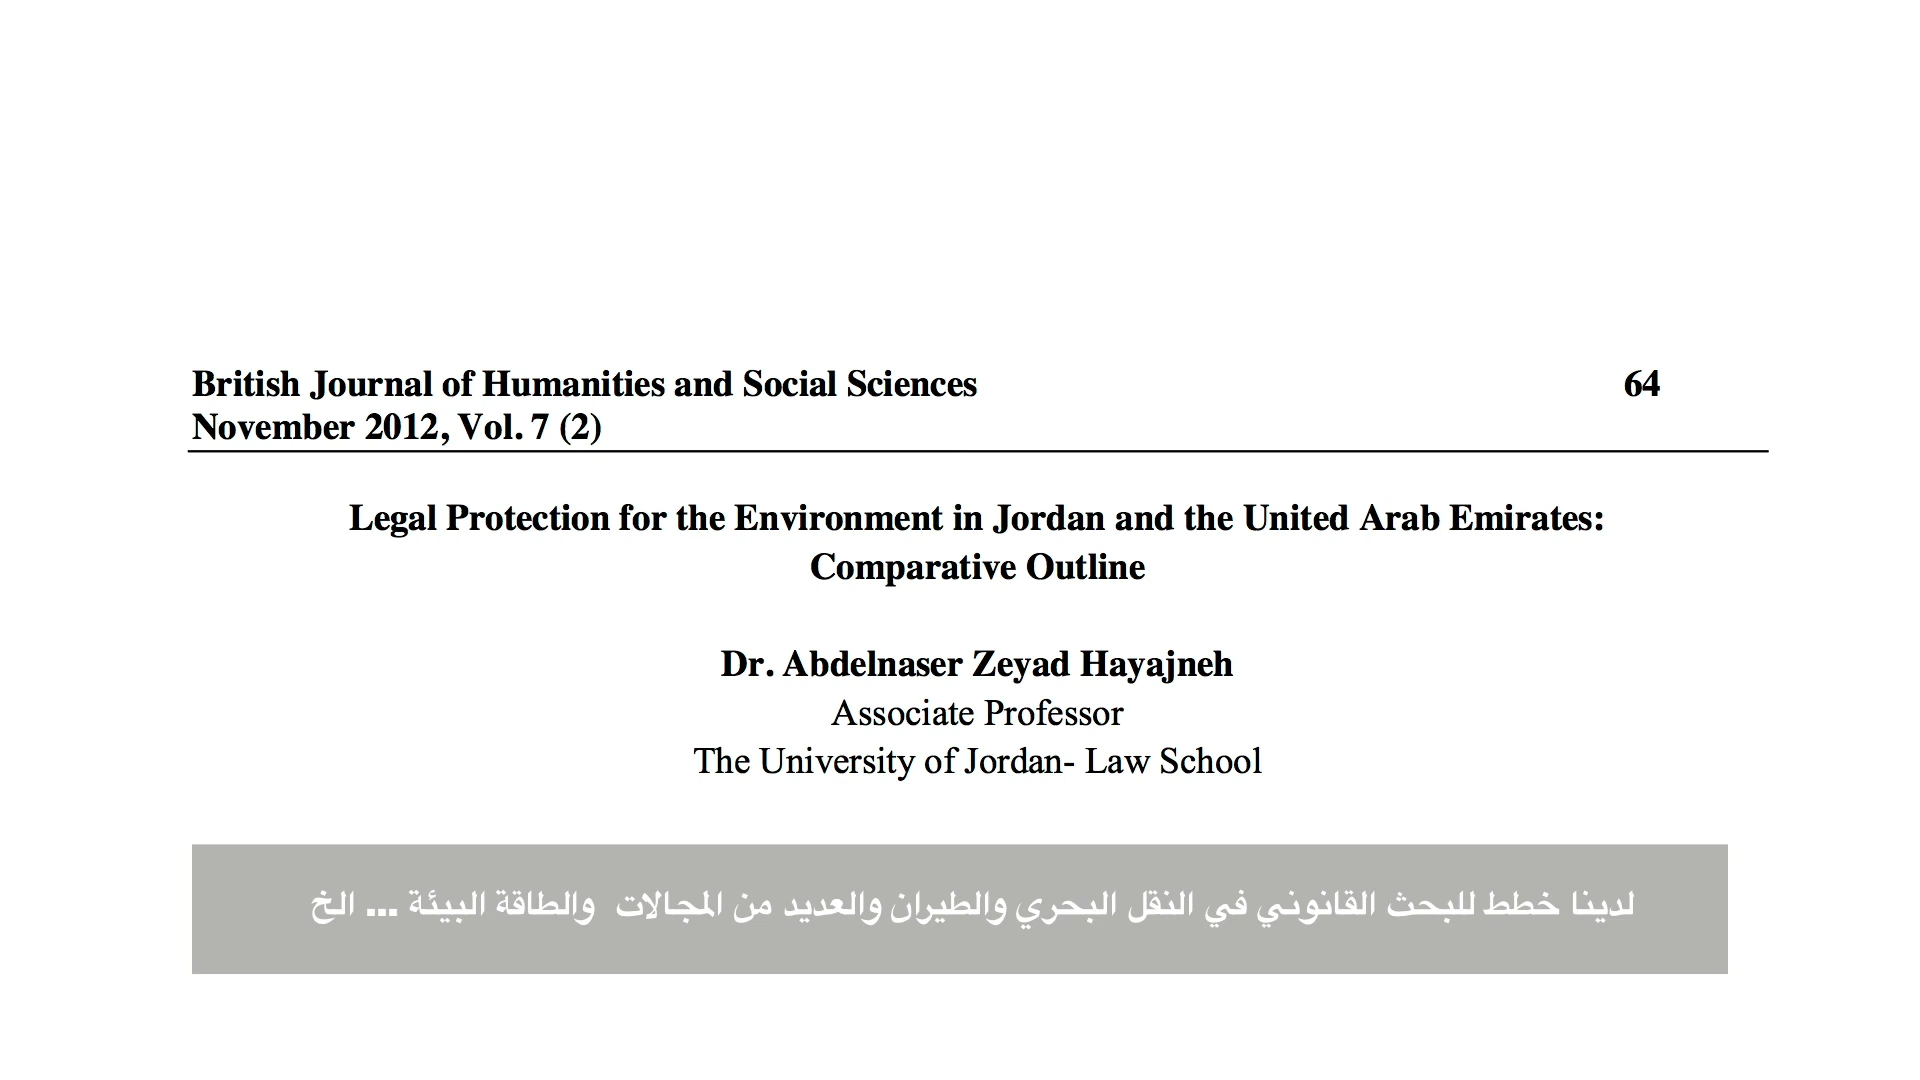 British Journal of Humanities and Social Sciences 64
November 2012, Vol. 7 (2)
Legal Protection for the Environment in Jordan and the United Arab Emirates:
Comparative Outline
Dr. Abdelnaser Zeyad Hayajneh
Associate Professor
The University of Jordan- Law School
لدينا خطط للبحث القانوني في النقل البحري والطيران والعديد من المجالات والطاقة البيئة ... الخ